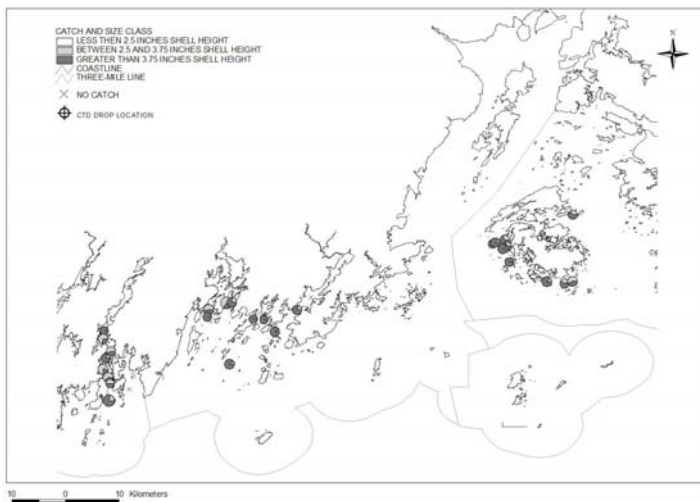 CATCH AND SIZE CLASS
LESS THEN 2.5 INCHES SHELL HEIGHT
BETWEEN 2.5 AND 3.75 INCHES SHELL HEIGHT
GREATER THAN 3.75 INCHES SHELL HEIGHT
COASTLINE
THREE-MILE LINE
NO CATCH
CTD DROP LOCATION
N
10 0 10 Kilometers